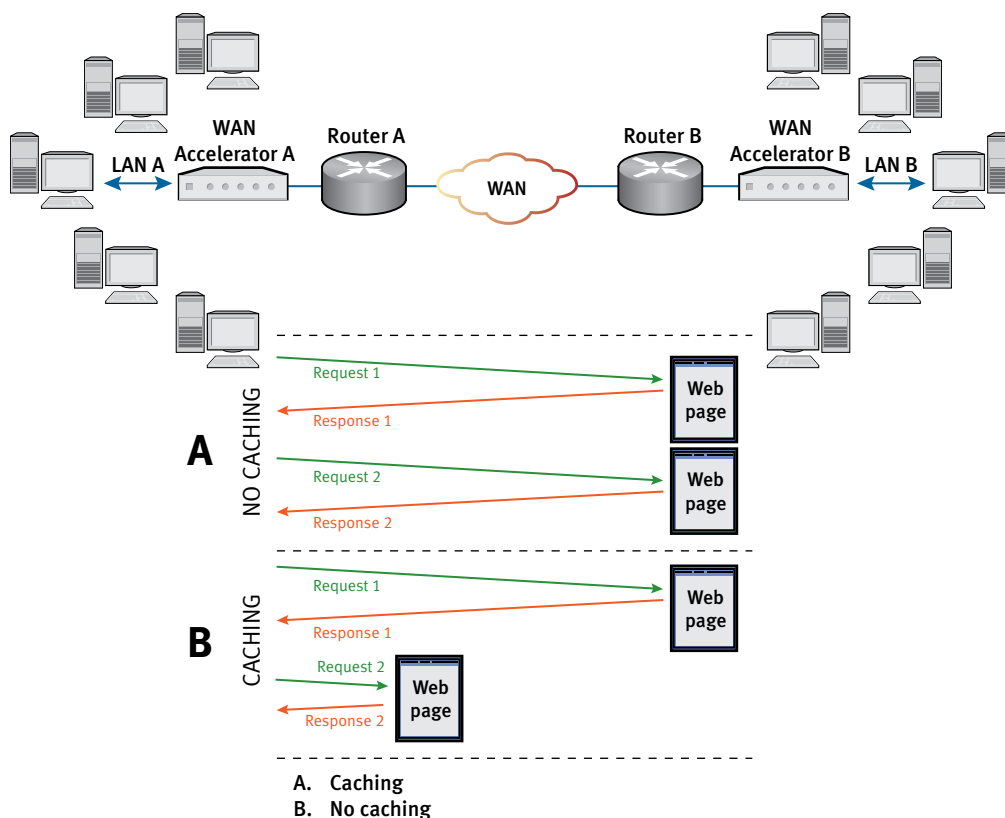 WAN
Accelerator A
Router A
Router B
WAN
Accelerator B
LAN A
WAN
LAN B
A
NO CACHING
Request 1
Response 1
Web
page
Request 2
Response 2
Web
page
B
CACHING
Request 1
Response 1
Web
page
Request 2
Response 2
Web
page
A. Caching
B. No caching